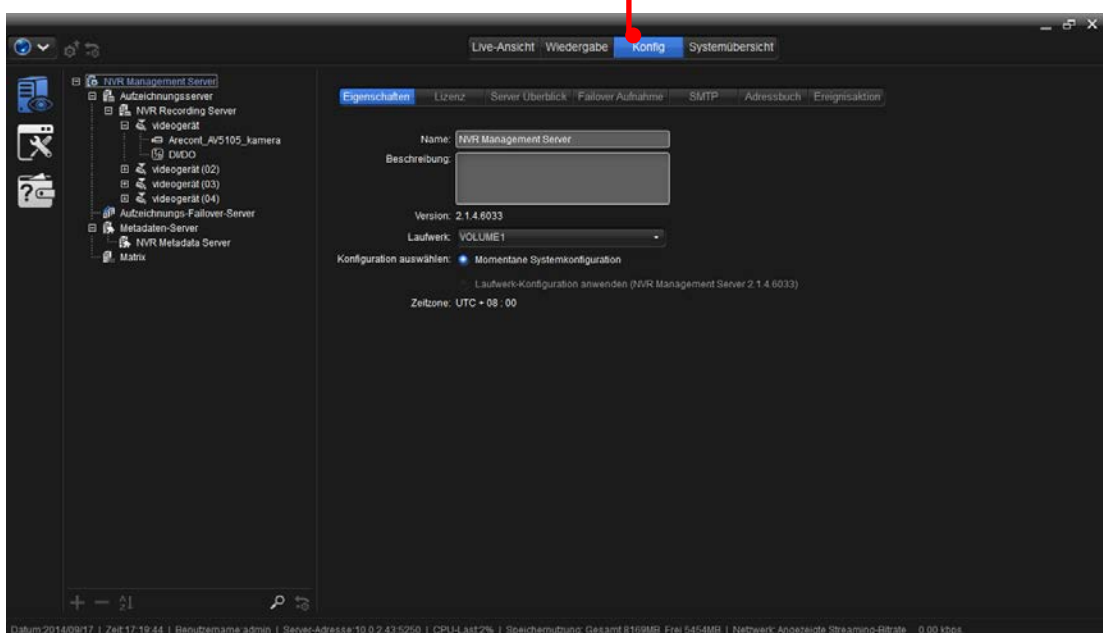 Live-Ansicht Wiedergabe Konfig Systemübersicht
NVR Management Server
Aufzeichnungsserver
NVR Recording Server
videogerät
Arecont_AV5105_kamera
DI/DO
videogerät (02)
videogerät (03)
videogerät (04)
Aufzeichnungs-Failover-Server
Metadaten-Server
NVR Metadata Server
Matrix
Eigenschaften Lizenz Server Überblick Failover Aufnahme SMTP Adressbuch Ereignisaktion
Name: NVR Management Server
Beschreibung:
Version: 2.1.4.6033
Laufwerk: VOLUME1
Konfiguration auswählen: Momentane Systemkonfiguration
Laufwerk-Konfiguration anwenden (NVR Management Server 2.1.4.6033)
Zeitzone: UTC + 08 : 00
Datum:2014/09/17 | Zeit:17:19:44 | Benutzername:admin | Server-Adresse:10.0.2.43:5250 | CPU-Last:2% | Speichernutzung: Gesamt 8169MB, Frei 5454MB | Netzwerk: Angezeigte Streaming-Bitrate 0.00 kbps